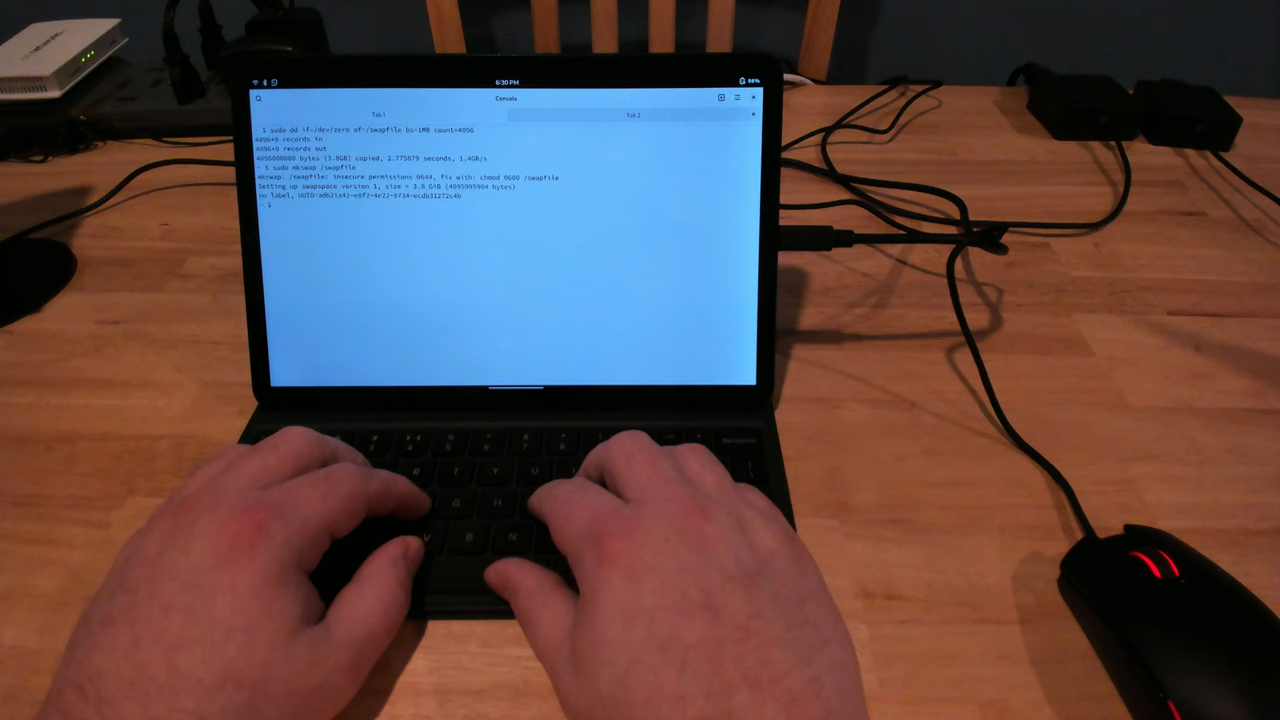 6:30 PM
98%
Console
Tab 1
Tab 2
~ $ sudo dd if=/dev/zero of=/swapfile bs=1MB count=4096
4096+0 records in
4096+0 records out
4096000000 bytes (3.8GB) copied, 2.775879 seconds, 1.4GB/s
~ $ sudo mkswap /swapfile
mkswap: /swapfile: insecure permissions 0644, fix with: chmod 0600 /swapfile
Setting up swapspace version 1, size = 3.8 GiB (4095995904 bytes)
no label,
~ $
Backspace
R T Y U
G H
V B N